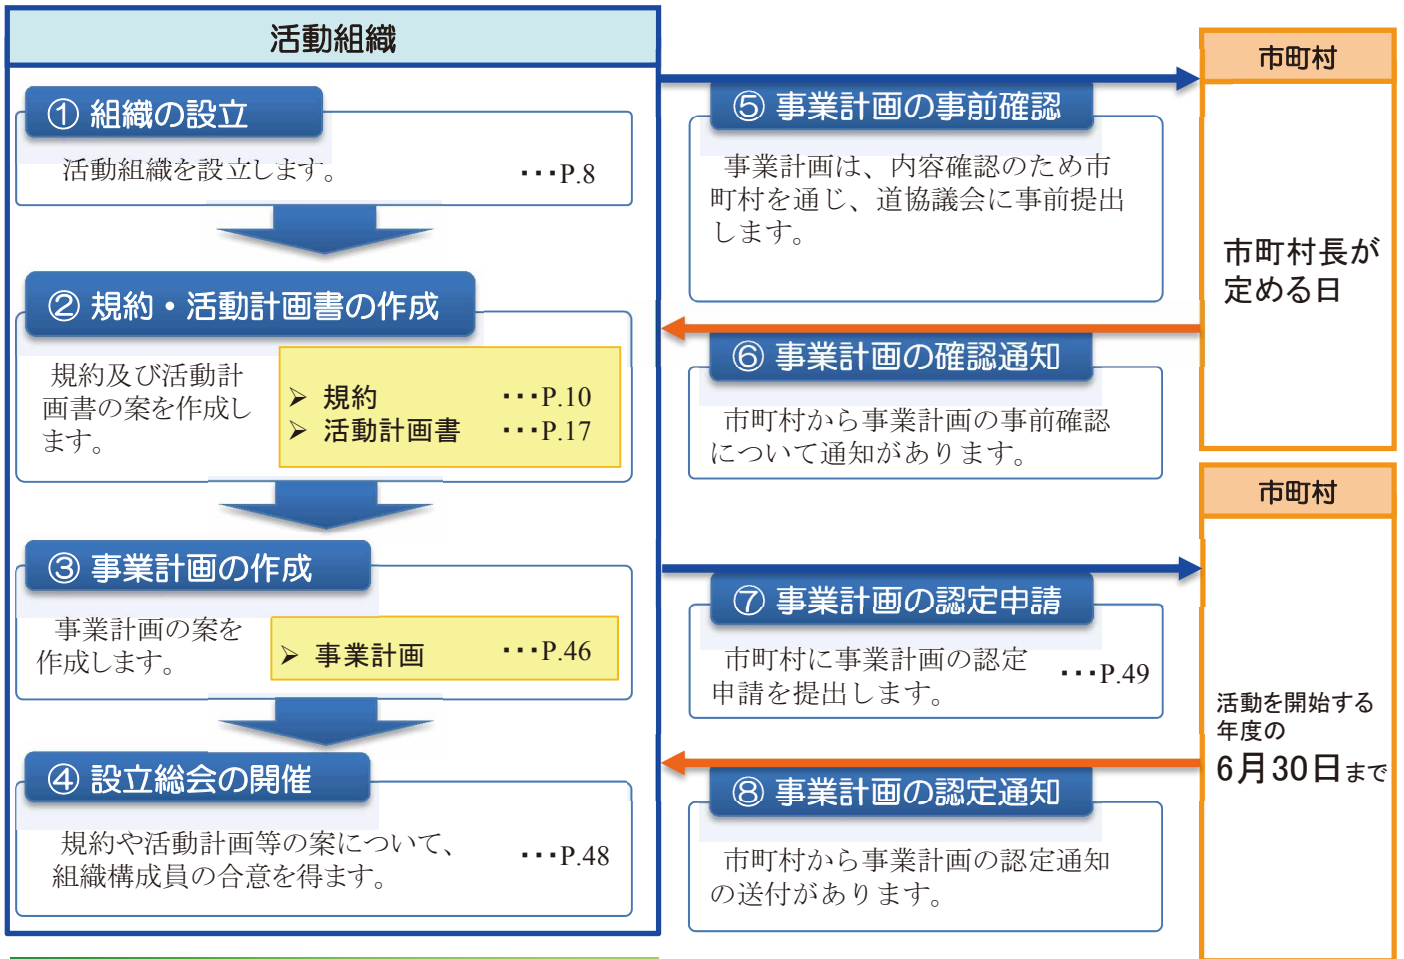 活動組織
① 組織の設立
活動組織を設立します。 ･･･P.8
② 規約・活動計画書の作成
規約及び活動計
画書の案を作成し
ます。
➢ 規約 ･･･P.10
➢ 活動計画書 ･･･P.17
③ 事業計画の作成
事業計画の案を
作成します。
➢ 事業計画 ･･･P.46
④ 設立総会の開催
規約や活動計画等の案について、
組織構成員の合意を得ます。 ･･･P.48
⑤ 事業計画の事前確認
事業計画は、内容確認のため市
町村を通じ、道協議会に事前提出
します。
⑥ 事業計画の確認通知
市町村から事業計画の事前確認
について通知があります。
⑦ 事業計画の認定申請
市町村に事業計画の認定
申請を提出します。 ･･･P.49
⑧ 事業計画の認定通知
市町村から事業計画の認定通知
の送付があります。
市町村
市町村長が
定める日
市町村
活動を開始する
年度の
6月30日まで